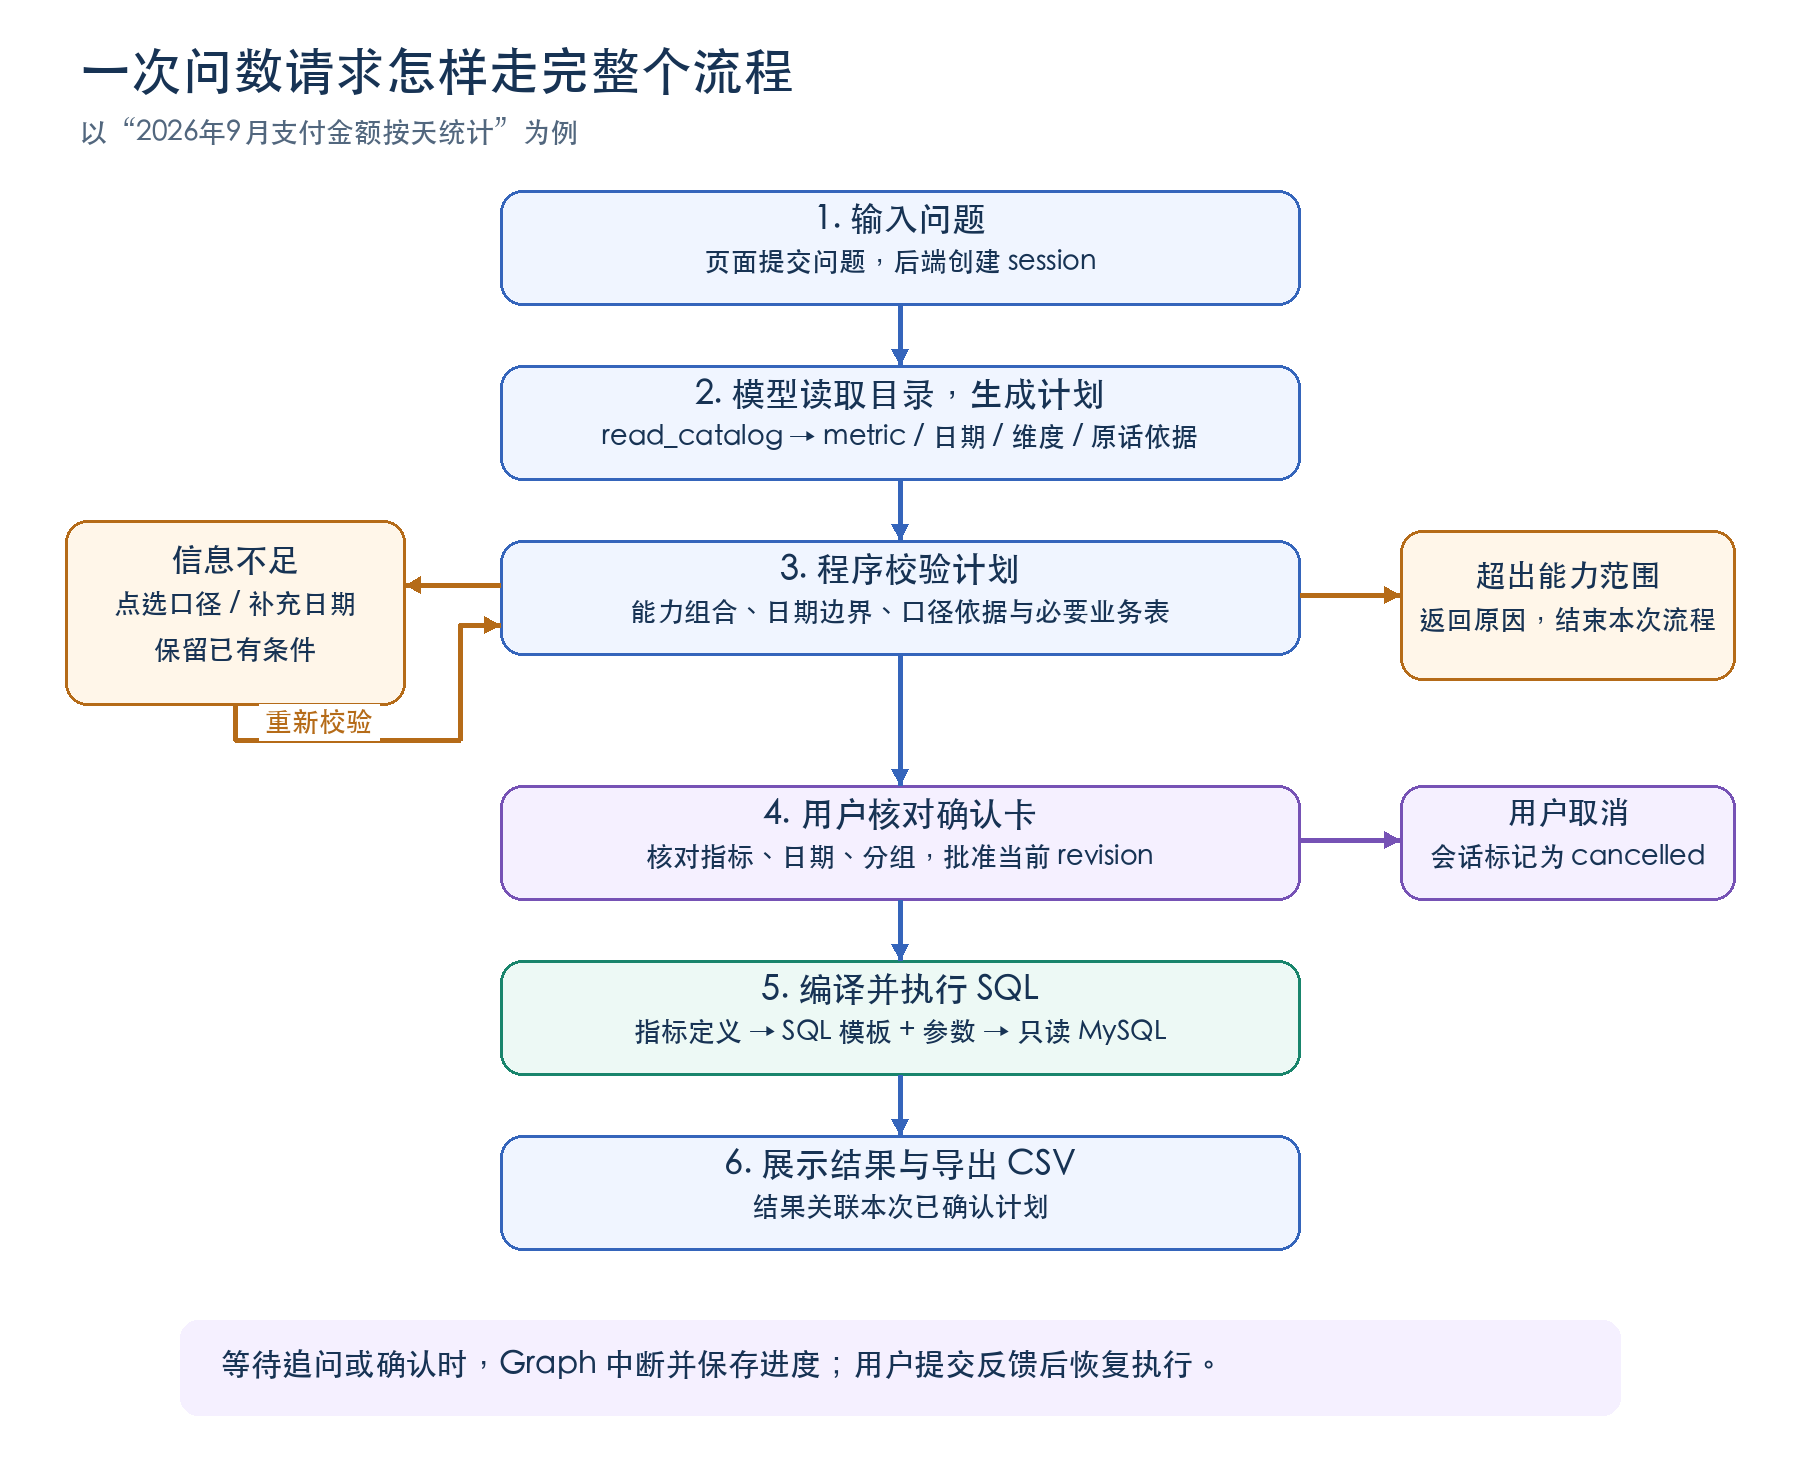 一次问数请求怎样走完整个流程
以“2026年9月支付金额按天统计”为例
1. 输入问题
页面提交问题，后端创建 session
2. 模型读取目录，生成计划
read_catalog → metric / 日期 / 维度 / 原话依据
信息不足
点选口径 / 补充日期
保留已有条件
重新校验
3. 程序校验计划
能力组合、日期边界、口径依据与必要业务表
超出能力范围
返回原因，结束本次流程
4. 用户核对确认卡
核对指标、日期、分组，批准当前 revision
用户取消
会话标记为 cancelled
5. 编译并执行 SQL
指标定义 → SQL 模板 + 参数 → 只读 MySQL
6. 展示结果与导出 CSV
结果关联本次已确认计划
等待追问或确认时，Graph 中断并保存进度；用户提交反馈后恢复执行。